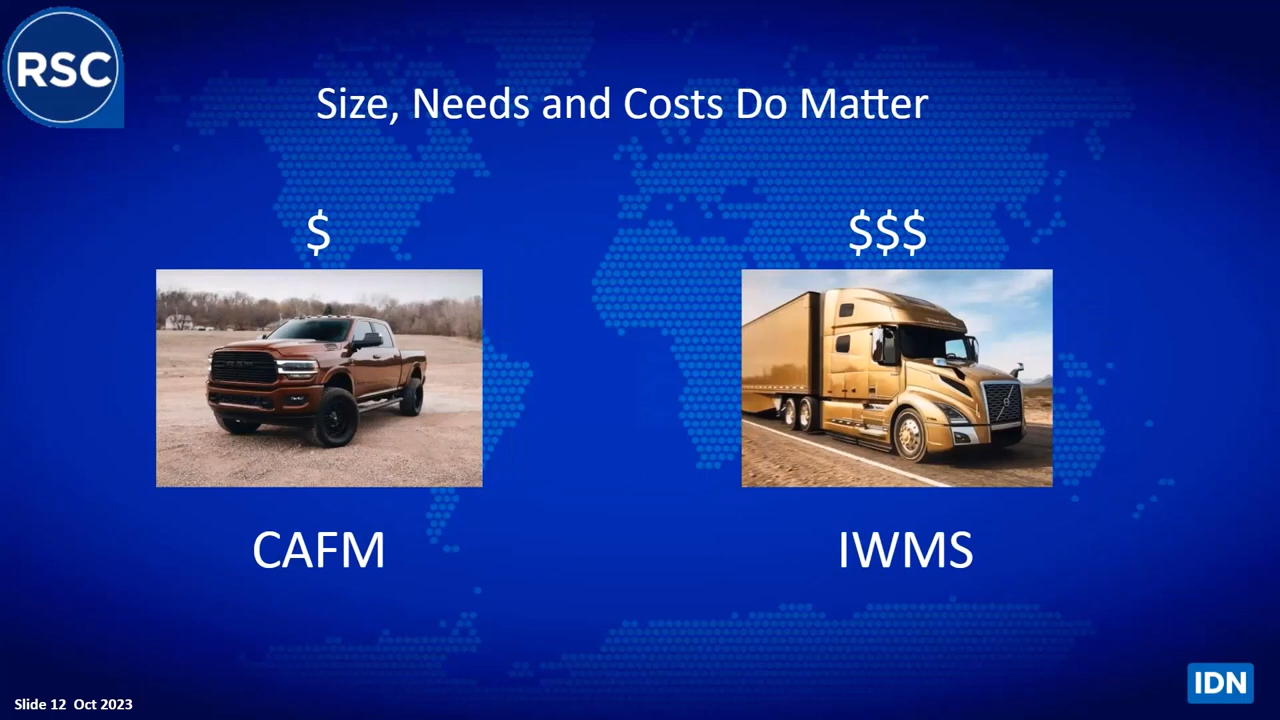 RSC
Size, Needs and Costs Do Matter
$
$$$
CAFM
IWMS
Slide 12 Oct 2023
IDN